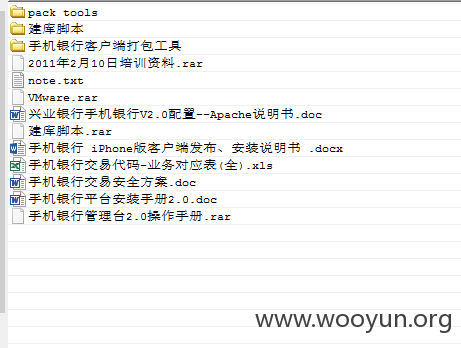 pack tools
建库脚本
手机银行客户端打包工具
2011年2月10日培训资料.rar
note.txt
VMware.rar
兴业银行手机银行V2.0配置--Apache说明书.doc
建库脚本.rar
手机银行 iPhone版客户端发布、安装说明书 .docx
手机银行交易代码-业务对应表(全).xls
手机银行交易安全方案.doc
手机银行平台安装手册2.0.doc
手机银行管理台2.0操作手册.rar
www.wooyun.org